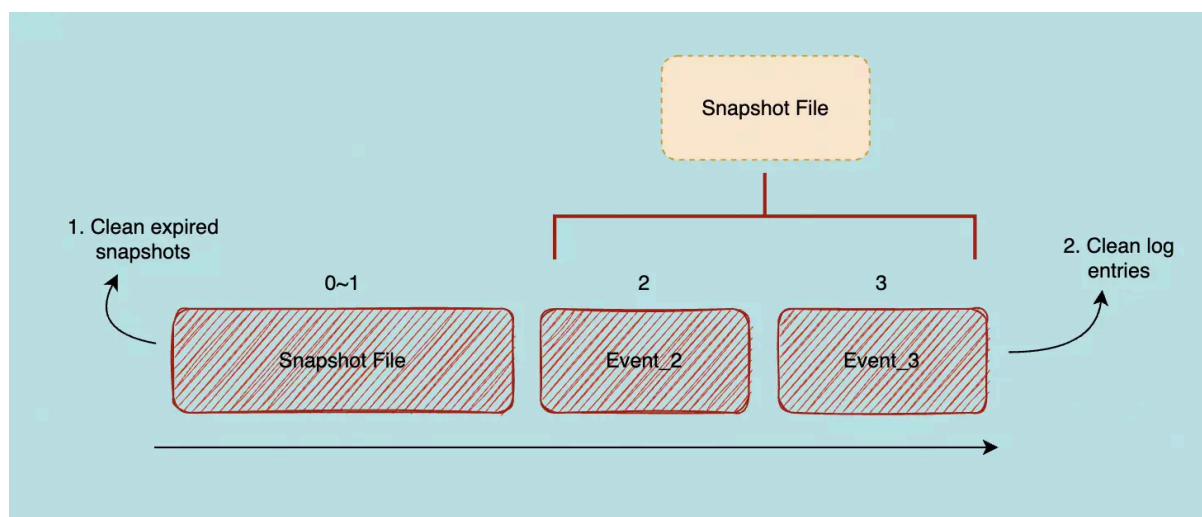 Snapshot File
1. Clean expired
snapshots
2. Clean log
entries
0~1
2
3
Snapshot File
Event_2
Event_3